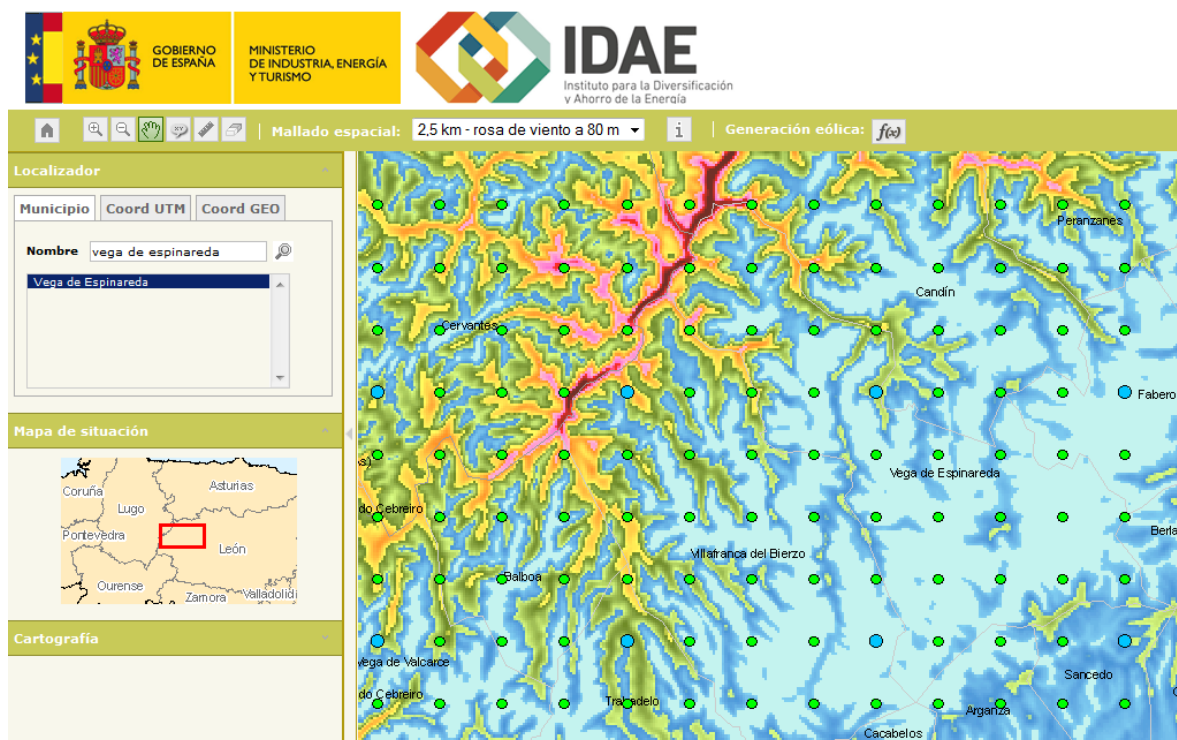 GOBIERNO
DE ESPAÑA
MINISTERIO
DE INDUSTRIA, ENERGÍA
Y TURISMO
IDAE
Instituto para la Diversificación
y Ahorro de la Energía
Mallado espacial:
2,5 km - rosa de viento a 80 m
i
Generación eólica:
f(x)
Localizador
Municipio
Coord UTM
Coord GEO
Nombre
vega de espinareda
Vega de Espinareda
Mapa de situación
Coruña
Lugo
Asturias
Pontevedra
León
Ourense
Zamora
Valladolid
Cartografía
Peranzanes
Candín
Cervantes
Fabero
Vega de Espinareda
do Cebreiro
Berla
Villafranca del Bierzo
Balboa
Vega de Valcarce
Sancedo
do Cebreiro
Trabadelo
Arganza
Cacabelos